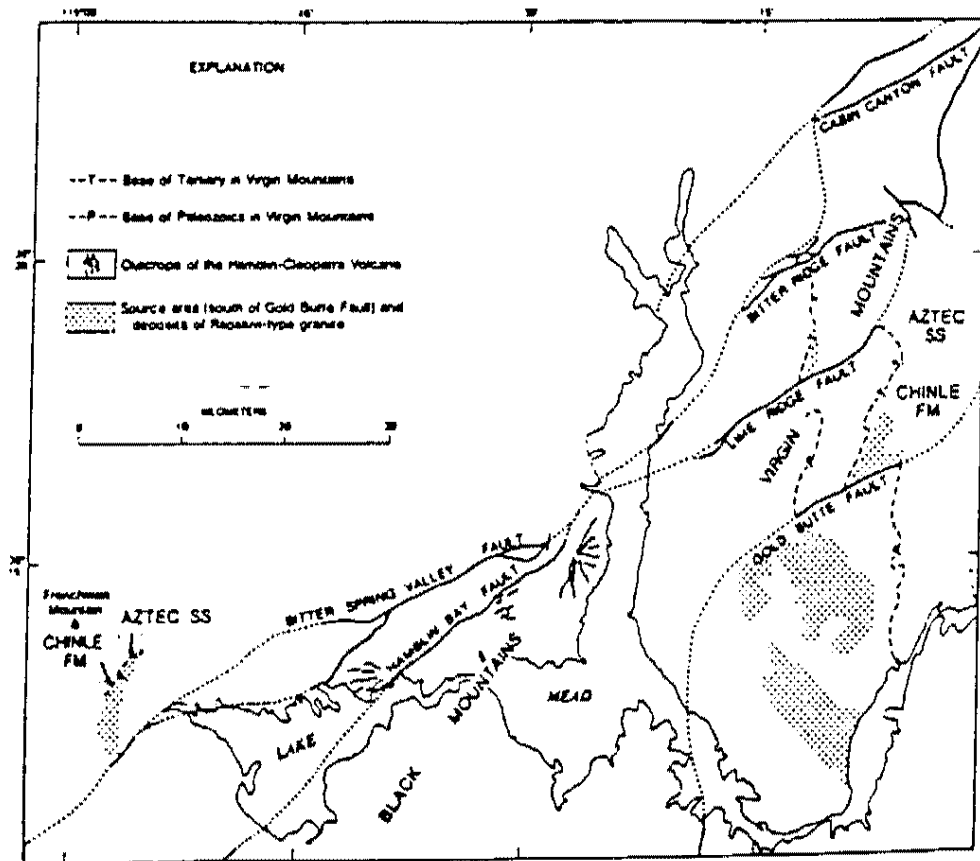 45'
30'
15'
EXPLANATION
--T-- Base of Tertiary in Virgin Mountains
--P-- Base of Paleozoics in Virgin Mountains
Outcrops of the Hamblin-Cleopatra Volcano
Source area (south of Gold Butte Fault) and
deposits of Rapakivi-type granite
KILOMETERS
0 10 20 30
CABIN CANYON FAULT
BITTER RIDGE FAULT
MOUNTAINS
AZTEC
SS
LIME RIDGE FAULT
CHINLE
FM
VIRGIN
GOLD BUTTE FAULT
BITTER SPRING VALLEY FAULT
HAMBLIN BAY FAULT
Frenchman
Mountain
&
CHINLE
FM
AZTEC SS
LAKE
MEAD
BLACK
MOUNTAINS